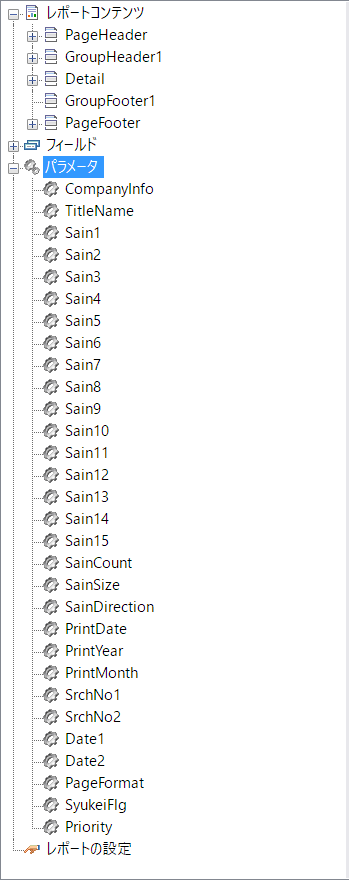 レポートコンテンツ
PageHeader
GroupHeader1
Detail
GroupFooter1
PageFooter
フィールド
パラメータ
CompanyInfo
TitleName
Sain1
Sain2
Sain3
Sain4
Sain5
Sain6
Sain7
Sain8
Sain9
Sain10
Sain11
Sain12
Sain13
Sain14
Sain15
SainCount
SainSize
SainDirection
PrintDate
PrintYear
PrintMonth
SrchNo1
SrchNo2
Date1
Date2
PageFormat
SyukeiFlg
Priority
レポートの設定